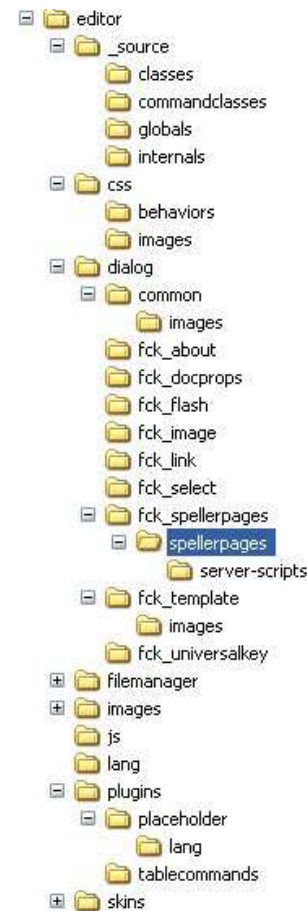 editor
_source
classes
commandclasses
globals
internals
css
behaviors
images
dialog
common
images
fck_about
fck_docprops
fck_flash
fck_image
fck_link
fck_select
fck_spellerpages
spellerpages
server-scripts
fck_template
images
fck_universalkey
filemanager
images
js
lang
plugins
placeholder
lang
tablecommands
skins